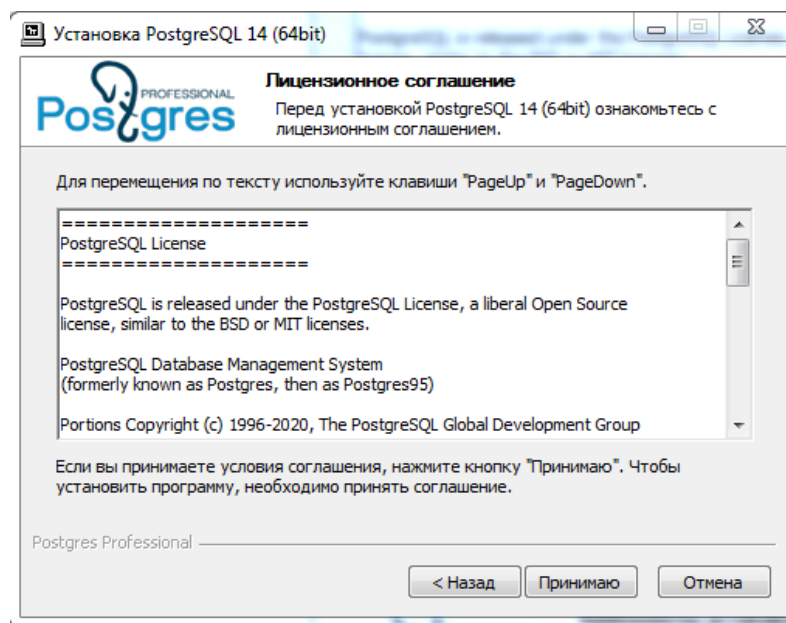 Установка PostgreSQL 14 (64bit)
PROFESSIONAL
Postgres
Лицензионное соглашение
Перед установкой PostgreSQL 14 (64bit) ознакомьтесь с
лицензионным соглашением.
Для перемещения по тексту используйте клавиши "PageUp" и "PageDown".
====================
PostgreSQL License
====================
PostgreSQL is released under the PostgreSQL License, a liberal Open Source
license, similar to the BSD or MIT licenses.
PostgreSQL Database Management System
(formerly known as Postgres, then as Postgres95)
Portions Copyright (c) 1996-2020, The PostgreSQL Global Development Group
Если вы принимаете условия соглашения, нажмите кнопку "Принимаю". Чтобы
установить программу, необходимо принять соглашение.
Postgres Professional
< Назад
Принимаю
Отмена